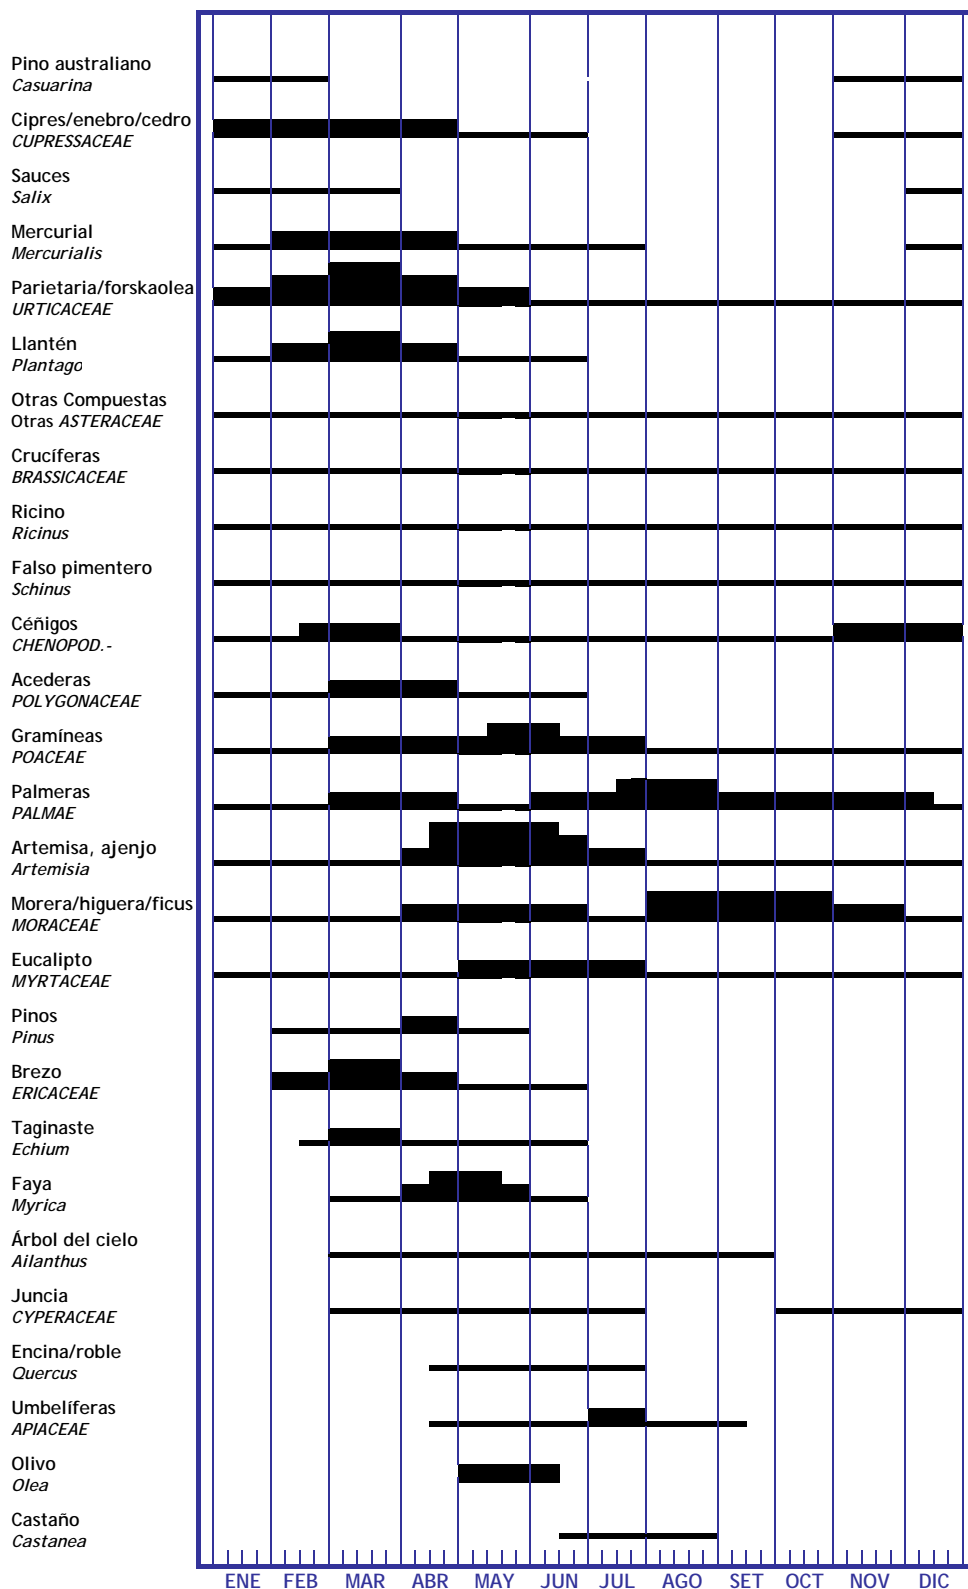 Pino australiano
Casuarina
Cipres/enebro/cedro
CUPRESSACEAE
Sauces
Salix
Mercurial
Mercurialis
Parietaria/forskaolea
URTICACEAE
Llantén
Plantago
Otras Compuestas
Otras ASTERACEAE
Crucíferas
BRASSICACEAE
Ricino
Ricinus
Falso pimentero
Schinus
Céñigos
CHENOPOD.-
Acederas
POLYGONACEAE
Gramíneas
POACEAE
Palmeras
PALMAE
Artemisa, ajenjo
Artemisia
Morera/higuera/ficus
MORACEAE
Eucalipto
MYRTACEAE
Pinos
Pinus
Brezo
ERICACEAE
Taginaste
Echium
Faya
Myrica
Árbol del cielo
Ailanthus
Juncia
CYPERACEAE
Encina/roble
Quercus
Umbelíferas
APIACEAE
Olivo
Olea
Castaño
Castanea
ENE FEB MAR ABR MAY JUN JUL AGO SET OCT NOV DIC